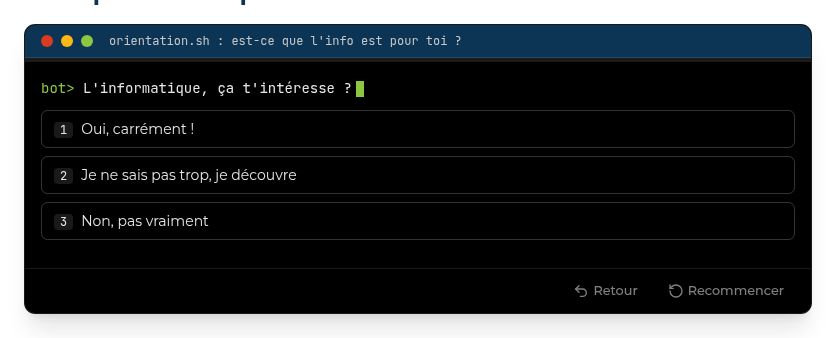 orientation.sh : est-ce que l'info est pour toi ?
bot> L'informatique, ça t'intéresse ?
1 Oui, carrément !
2 Je ne sais pas trop, je découvre
3 Non, pas vraiment
Retour Recommencer